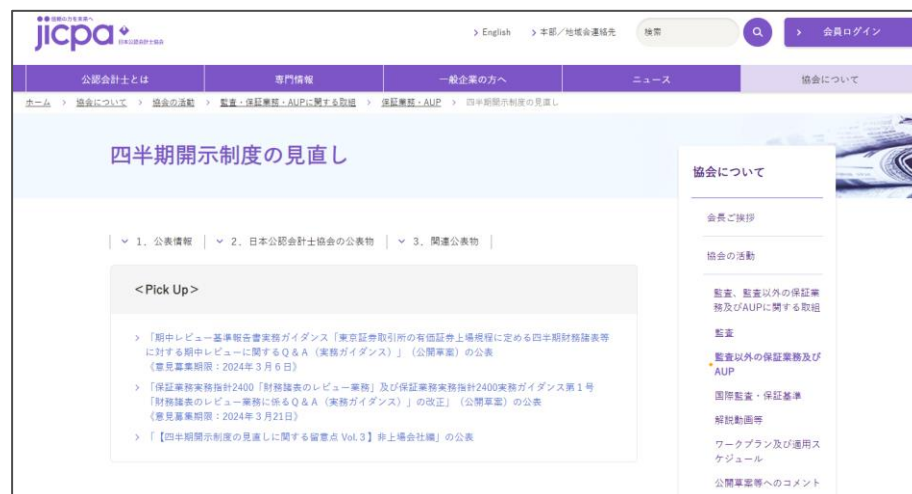 信頼の力を未来へ
jicpa
日本公認会計士協会
> English
> 本部／地域会連絡先
検索
> 会員ログイン
公認会計士とは
専門情報
一般企業の方へ
ニュース
協会について
ホーム > 協会について > 協会の活動 > 監査・保証業務・AUPに関する取組 > 保証業務・AUP > 四半期開示制度の見直し
四半期開示制度の見直し
1. 公表情報
2. 日本公認会計士協会の公表物
3. 関連公表物
<Pick Up>
> 「期中レビュー基準報告書実務ガイダンス「東京証券取引所の有価証券上場規程に定める四半期財務諸表等
に対する期中レビューに関するQ＆A（実務ガイダンス）」（公開草案）の公表
《意見募集期限：2024年３月６日》
> 「保証業務実務指針2400「財務諸表のレビュー業務」及び保証業務実務指針2400実務ガイダンス第１号
「財務諸表のレビュー業務に係るQ＆A（実務ガイダンス）」の改正」（公開草案）の公表
《意見募集期限：2024年３月21日》
> 「【四半期開示制度の見直しに関する留意点 Vol.３】非上場会社編」の公表
協会について
会長ご挨拶
協会の活動
監査、監査以外の保証業
務及びAUPに関する取組
監査
監査以外の保証業務及び
AUP
国際監査・保証基準
解説動画等
ワークプラン及び適用ス
ケジュール
公開草案等へのコメント